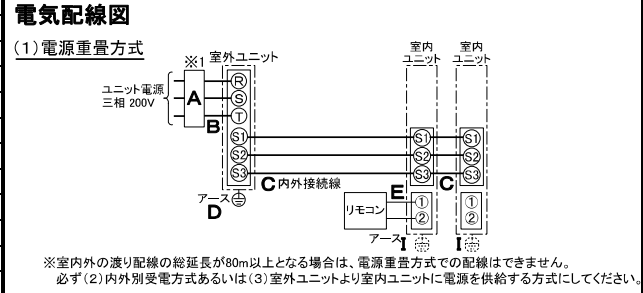 電気配線図
(1)電源重畳方式
※1 室外ユニット
室内
ユニット
室内
ユニット
ユニット電源
三相 200V
A
B
R
S
T
S1
S2
S3
S1
S2
S3
S1
S2
S3
C 内外接続線
C
アース
D
E
リモコン
①
②
①
②
アース I
I
※室内外の渡り配線の総延長が80m以上となる場合は、電源重畳方式での配線はできません。
必ず(2)内外別受電方式あるいは(3)室外ユニットより室内ユニットに電源を供給する方式にしてください。